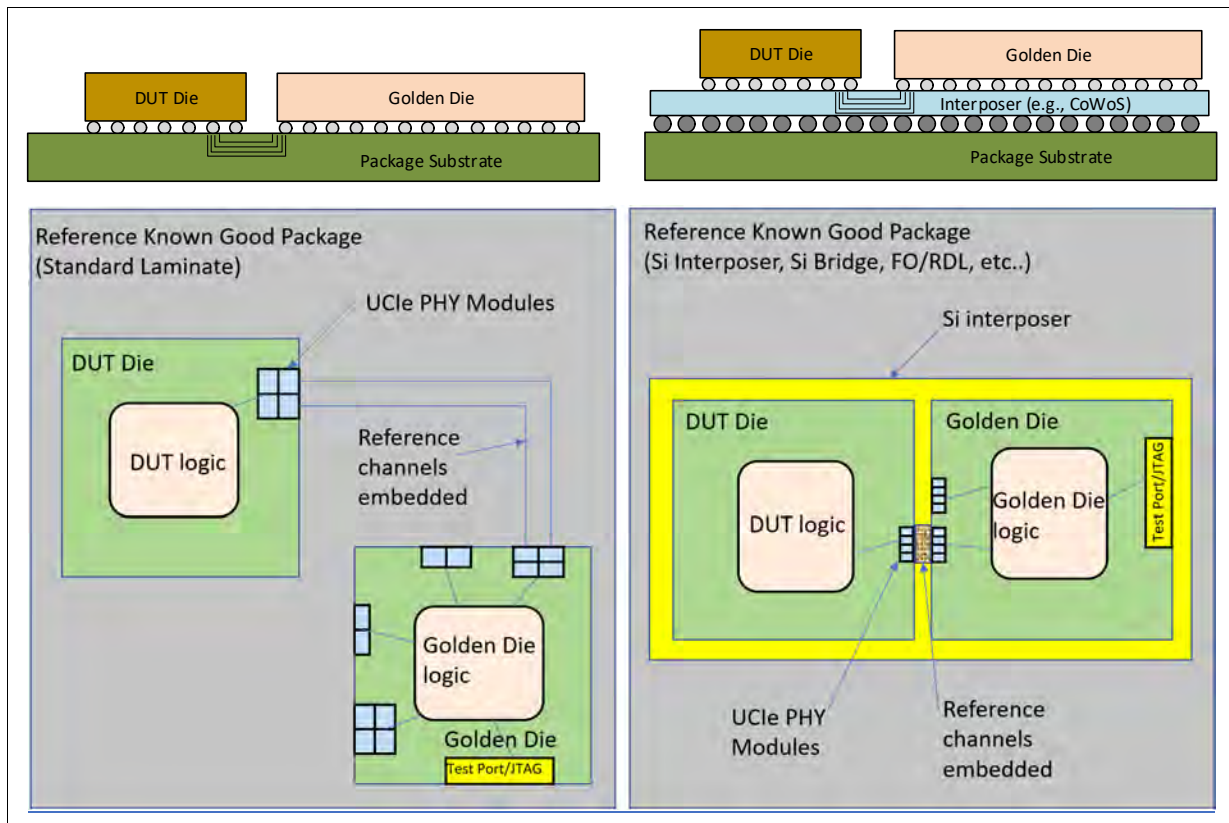 DUT Die
Golden Die
Package Substrate
DUT Die
Golden Die
Interposer (e.g., CoWoS)
Package Substrate
Reference Known Good Package
(Standard Laminate)
UCIe PHY Modules
DUT Die
DUT logic
Reference
channels
embedded
Golden Die
logic
Golden Die
Test Port/JTAG
Reference Known Good Package
(Si Interposer, Si Bridge, FO/RDL, etc..)
Si interposer
DUT Die
Golden Die
DUT logic
Golden Die
logic
Test Port/JTAG
UCIe PHY
Modules
Reference
channels
embedded